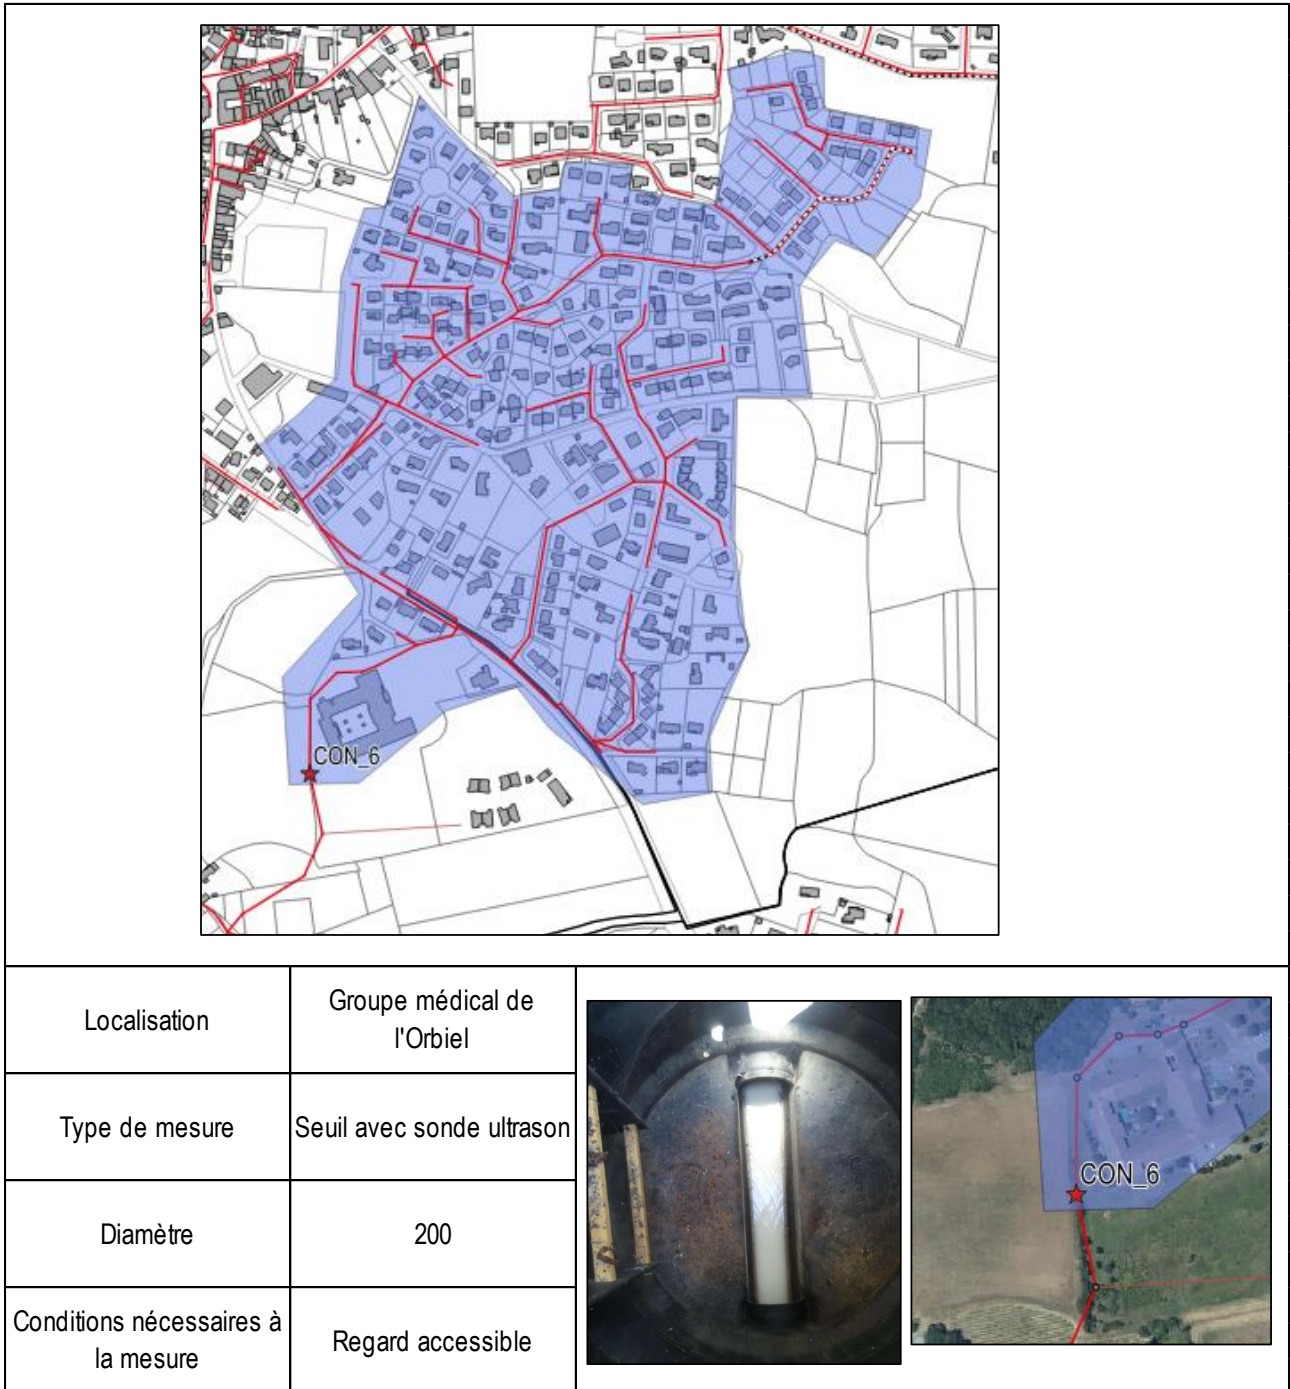 CON_6
Localisation
Groupe médical de
l'Orbiel
Type de mesure
Seuil avec sonde ultrason
Diamètre
200
Conditions nécessaires à
la mesure
Regard accessible
CON_6